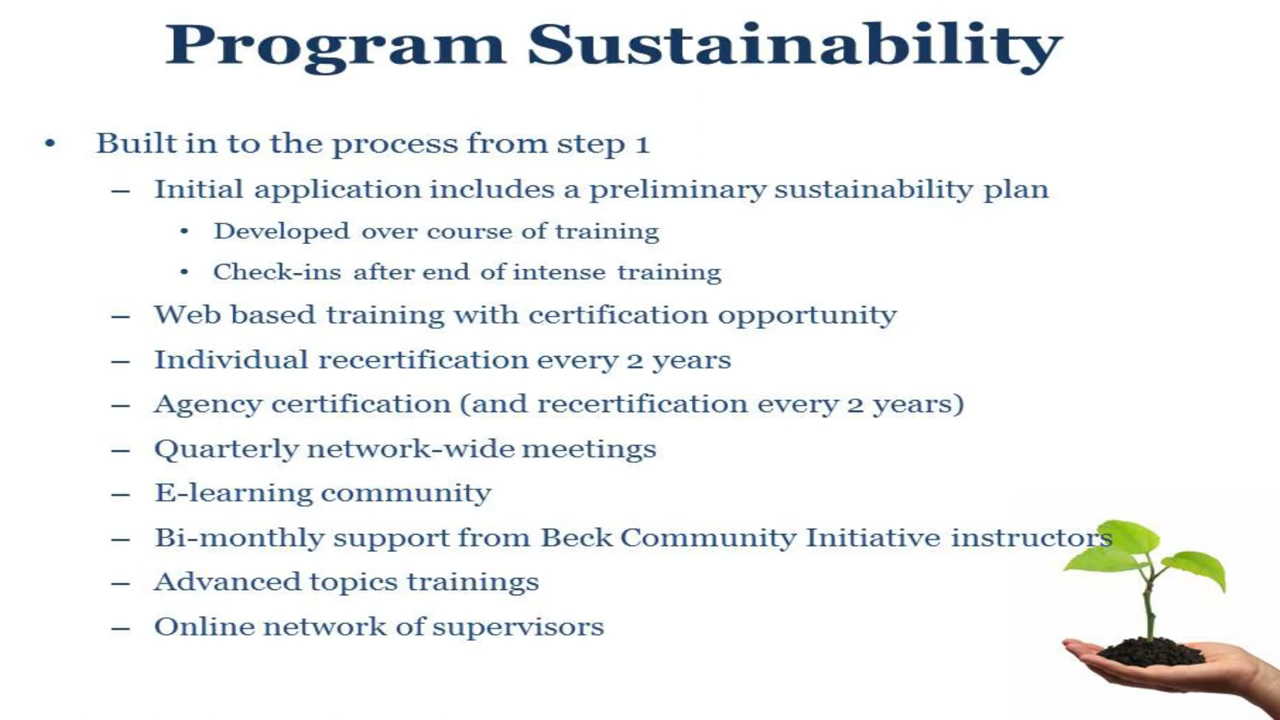 Program Sustainability
• Built in to the process from step 1
– Initial application includes a preliminary sustainability plan
• Developed over course of training
• Check-ins after end of intense training
– Web based training with certification opportunity
– Individual recertification every 2 years
– Agency certification (and recertification every 2 years)
– Quarterly network-wide meetings
– E-learning community
– Bi-monthly support from Beck Community Initiative instructors
– Advanced topics trainings
– Online network of supervisors